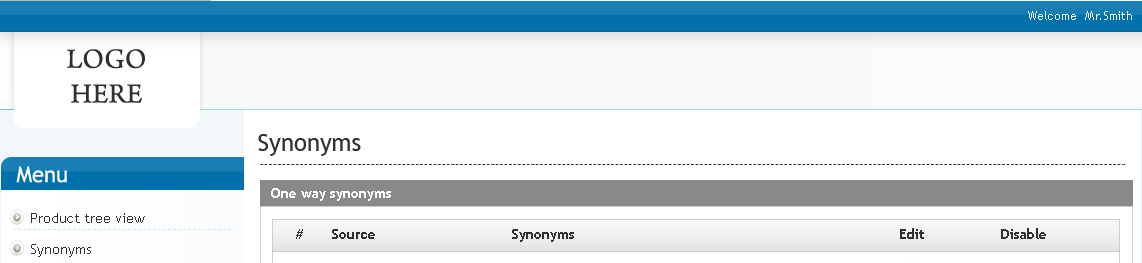 Welcome Mr.Smith
LOGO
HERE
Synonyms
Menu
One way synonyms
Product tree view
# Source Synonyms Edit Disable
Synonyms